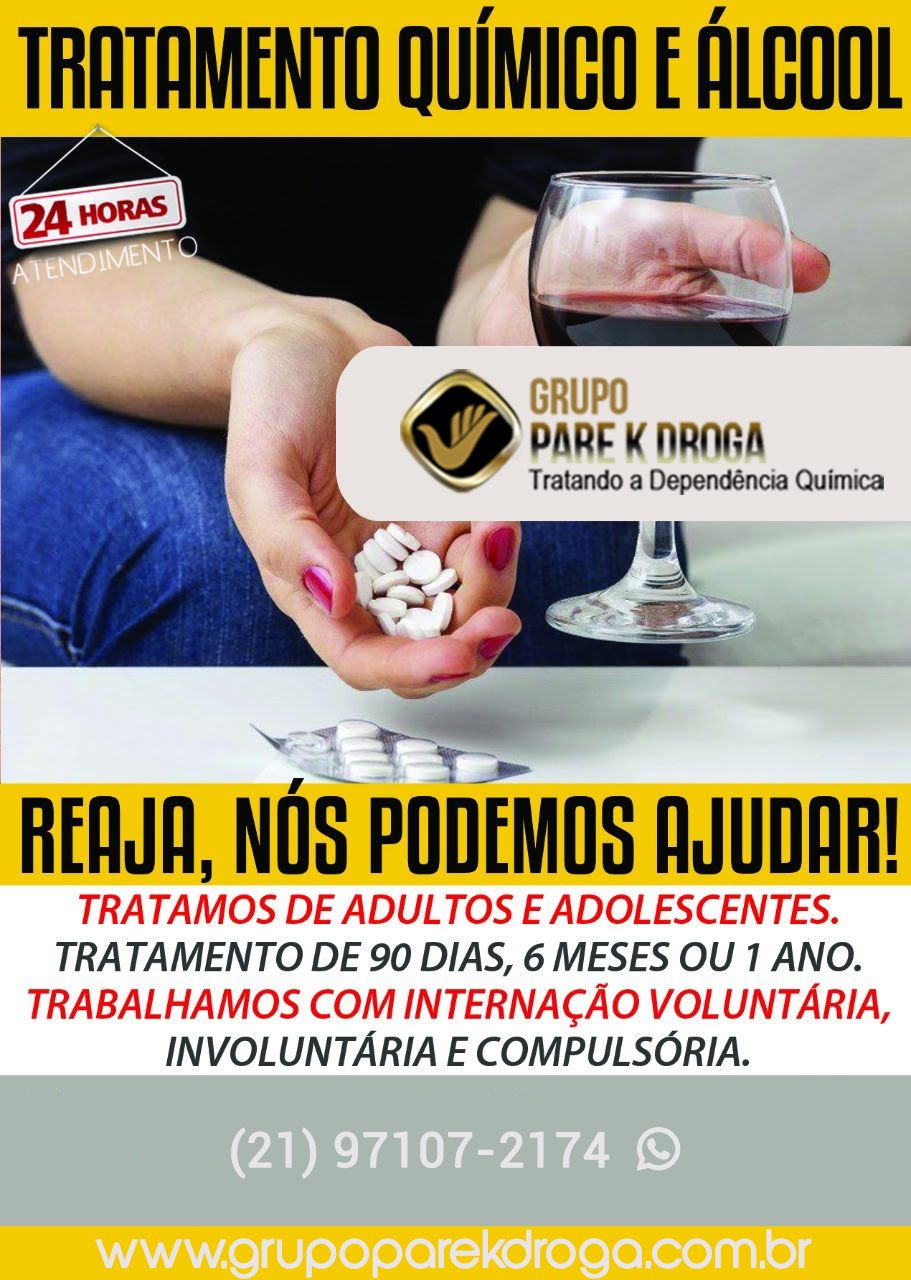 TRATAMENTO QUÍMICO E ÁLCOOL
24 HORAS
ATENDIMENTO
GRUPO
PARE K DROGA
Tratando a Dependência Química
REAJA, NÓS PODEMOS AJUDAR!
TRATAMOS DE ADULTOS E ADOLESCENTES.
TRATAMENTO DE 90 DIAS, 6 MESES OU 1 ANO.
TRABALHAMOS COM INTERNAÇÃO VOLUNTÁRIA,
INVOLUNTÁRIA E COMPULSÓRIA.
(21) 97107-2174
www.grupoparekdroga.com.br